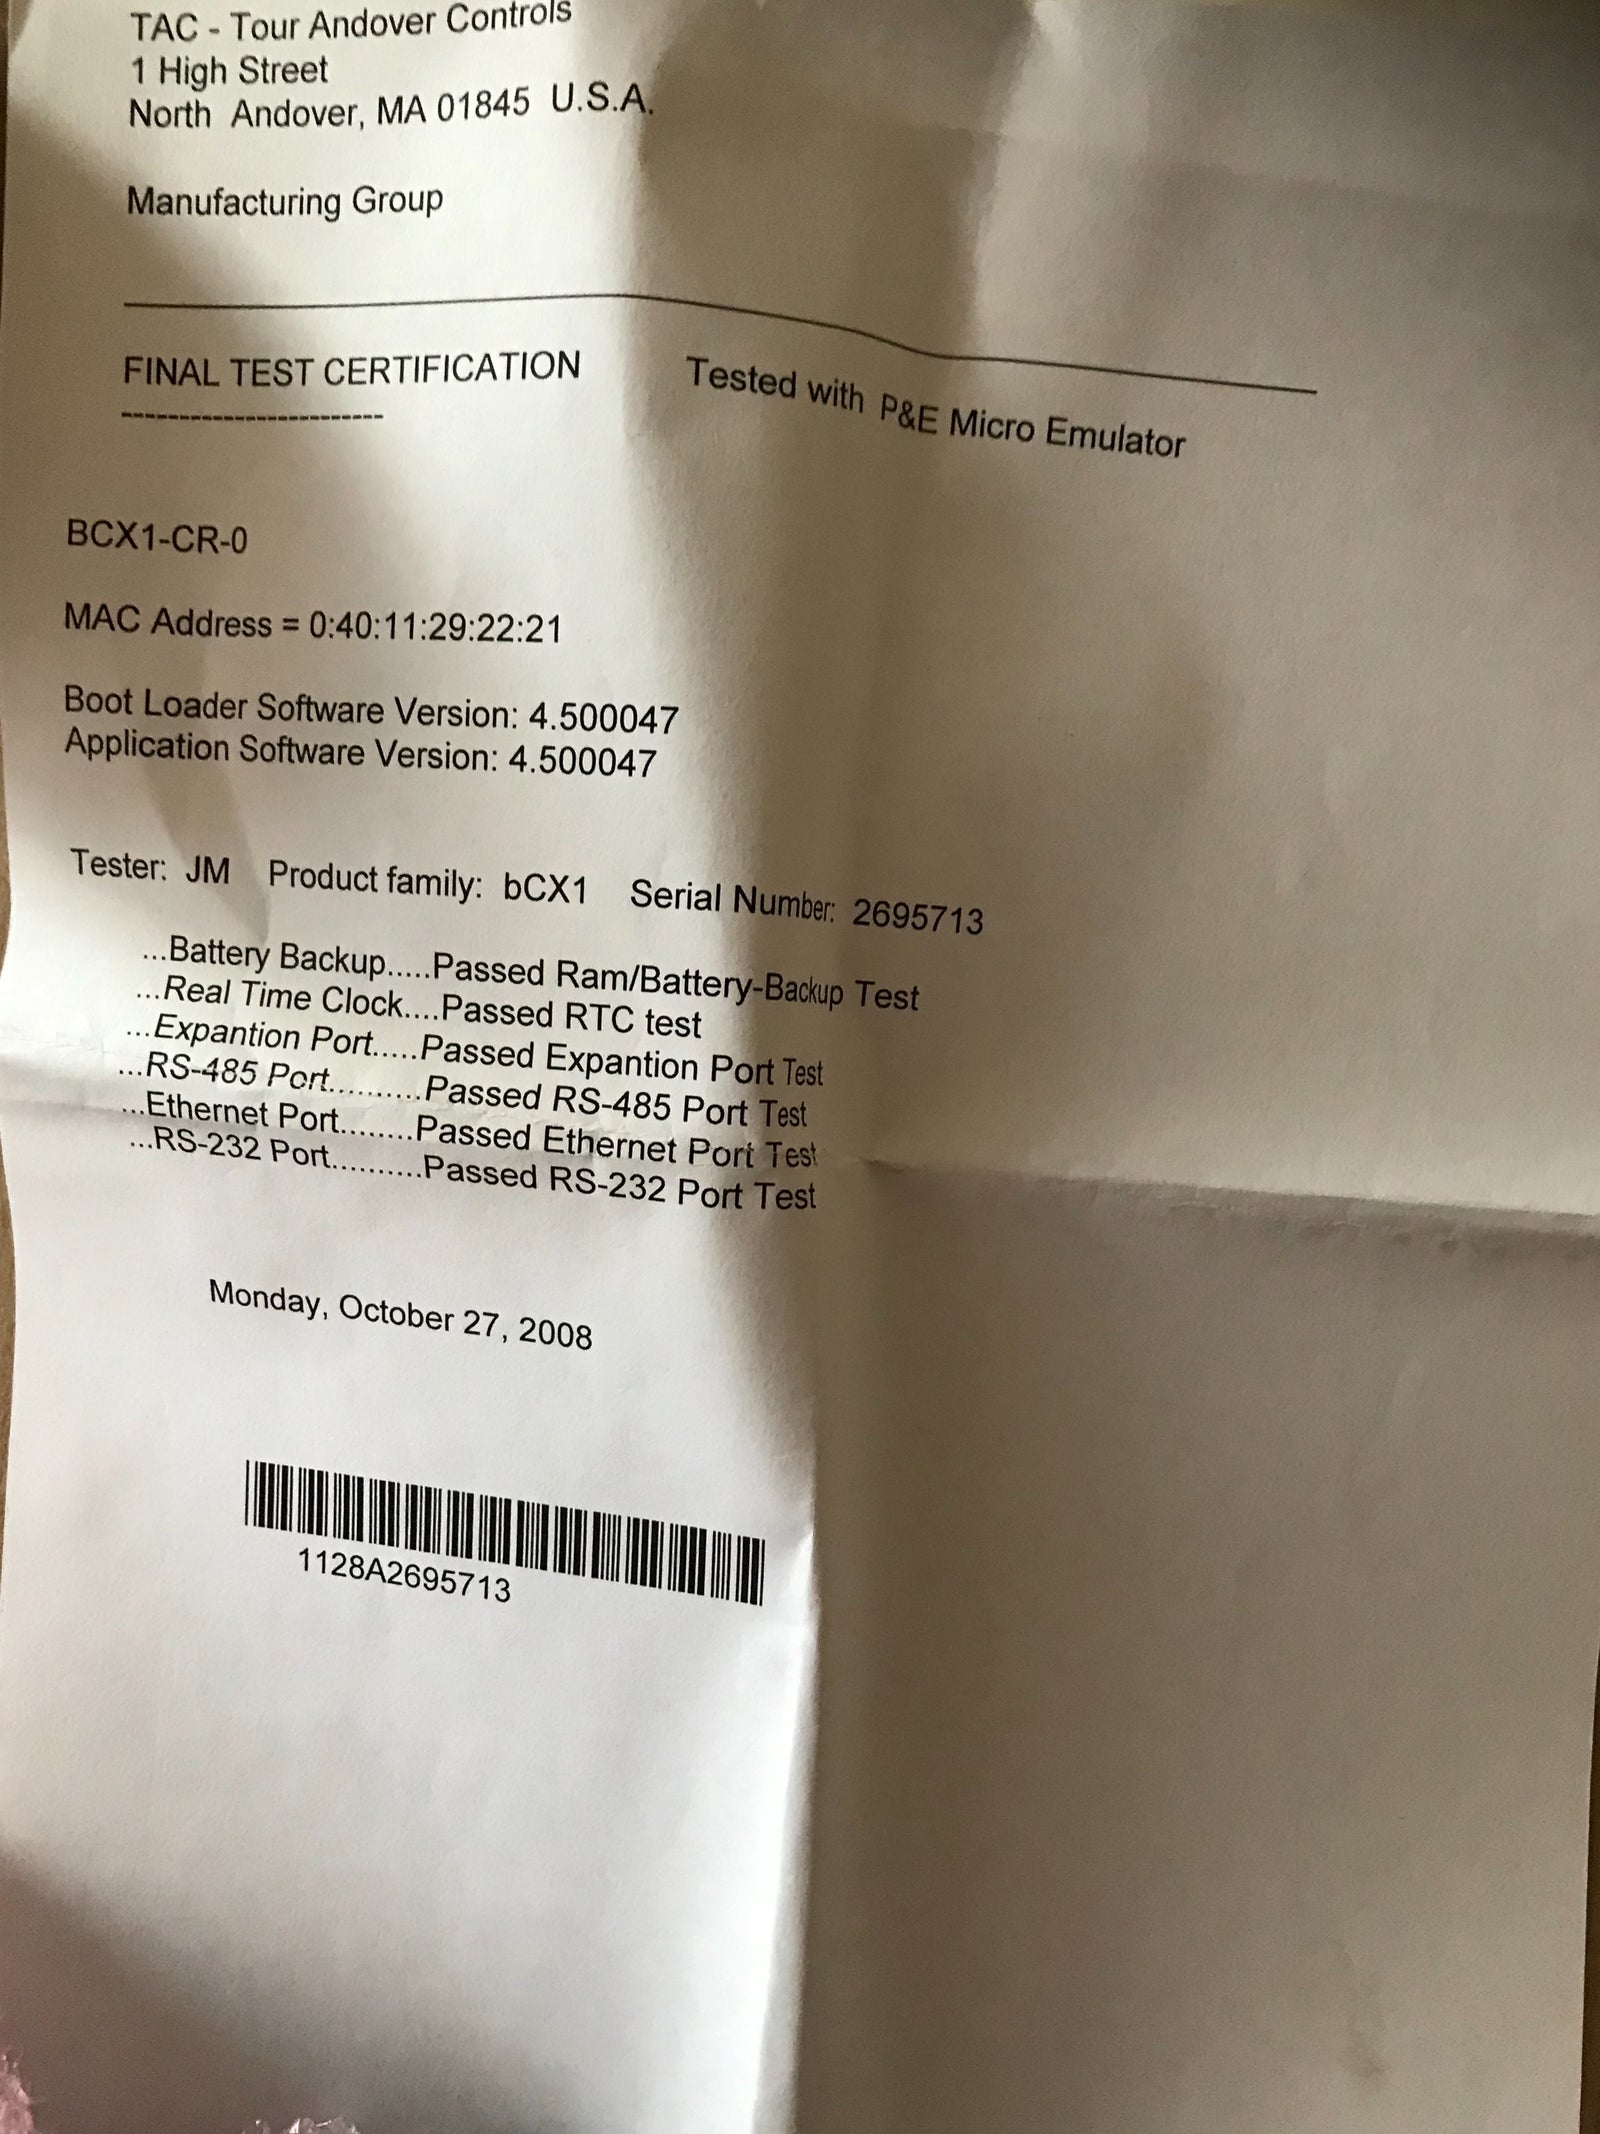 TAC - Tour Andover Controls
1 High Street
North Andover, MA 01845 U.S.A.
Manufacturing Group
FINAL TEST CERTIFICATION Tested with P&E Micro Emulator
------------------------
BCX1-CR-0
MAC Address = 0:40:11:29:22:21
Boot Loader Software Version: 4.500047
Application Software Version: 4.500047
Tester: JM Product family: bCX1 Serial Number: 2695713
...Battery Backup.....Passed Ram/Battery-Backup Test
...Real Time Clock....Passed RTC test
...Expantion Port.....Passed Expantion Port Test
...RS-485 Port..........Passed RS-485 Port Test
...Ethernet Port........Passed Ethernet Port Test
...RS-232 Port..........Passed RS-232 Port Test
Monday, October 27, 2008
1128A2695713